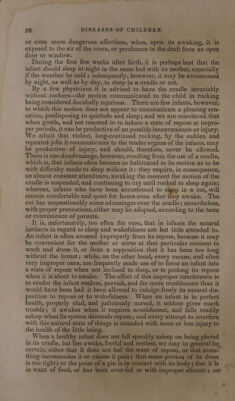 58 DISEASES OF CHILDREN.
or even more dangerous affections, when, upon its awaking, it is
exposed to the air of the room, or perchance to the draft from an open
door or window.
During the first few weeks after birth, it is perhaps best that the
infant should sleep at night in the same bed with its mother, especially
if the weather be cold; subsequently, however, it may be accustomed
by night, as well as by day, to sleep in a cradle or cot.
By a few physicians it is advised to have the cradle invariably
without rockers—the motion communicated to the child in rocking
being considered decidedly injurious. There are few infants, however,
to which this motion does not appear to communicate a pleasing sen-
sation, predisposing to quietude and sleep; and we are convinced that
when gentle, and not resorted to to induce a state of repose at impro-
per periods, it can be productive of no possible inconvenience or injury.
We admit that violent, long-continued rocking, by the sudden and
repeated jolts it communicates to the tender organs of the infants, may
be productive of injury, and should, therefore, never be allowed.
There is one disadvantage, however, resulting from the use of a cradle,
which is, that infants often become so habituated to its motion as to be
with difficulty made to sleep without it: they require, in consequence,
an almost constant attendance, awaking the moment the motion of the
cradle is suspended, and continuing to cry until rocked to sleep again;
whereas, infants who have been accustomed to sleep in a cot, will
remain comfortable and quiet for hours even after they awake. The
cot has unquestionably some advantages over the cradle; nevertheless,
with proper precautions, either may be adopted, according to the taste
or convenience of parents.
It is, unfortunately, too often the case, that in infants the natural
instincts in regard to sleep and wakefulness are but little attended to.
An infant is often aroused improperly from its repose, because it may
be convenient for the mother or nurse at that particular moment to
wash and dress it, or from a supposition that it has been too long
without the breast; while, on the other hand, every means, and often
very improper ones, are frequently made use of to force an infant into
a state of repose when not inclined to sleep, or to prolong its repose
when it is about to awake. The effect of this improper interference is
to render the infant restless, peevish, and far more troublesome than it
would have been had it been allowed to indulge freely its natural dis-
position to repose or to wakefulness. When an infant is in perfect
health, properly clad, and judiciously nursed, it seldom gives much
trouble; it awakes when it requires nourishment, and falls readily
asleep when its system demands repose; and every attempt to interfere
with this natural state of things is attended with more or less injury to
the health of the little being.
When a healthy infant does not fall speedily asleep on being placed
in its cradle, but lies awake, fretful and restless, we may in general be
certain, either that it does not feel the want of repose, or that some-
thing incommodes it or causes it pain; that some portion of its dress
is too tight; or the point of a pin is in contact with its body; that it is
in want of food, or has been over-fed or with improper aliment; or